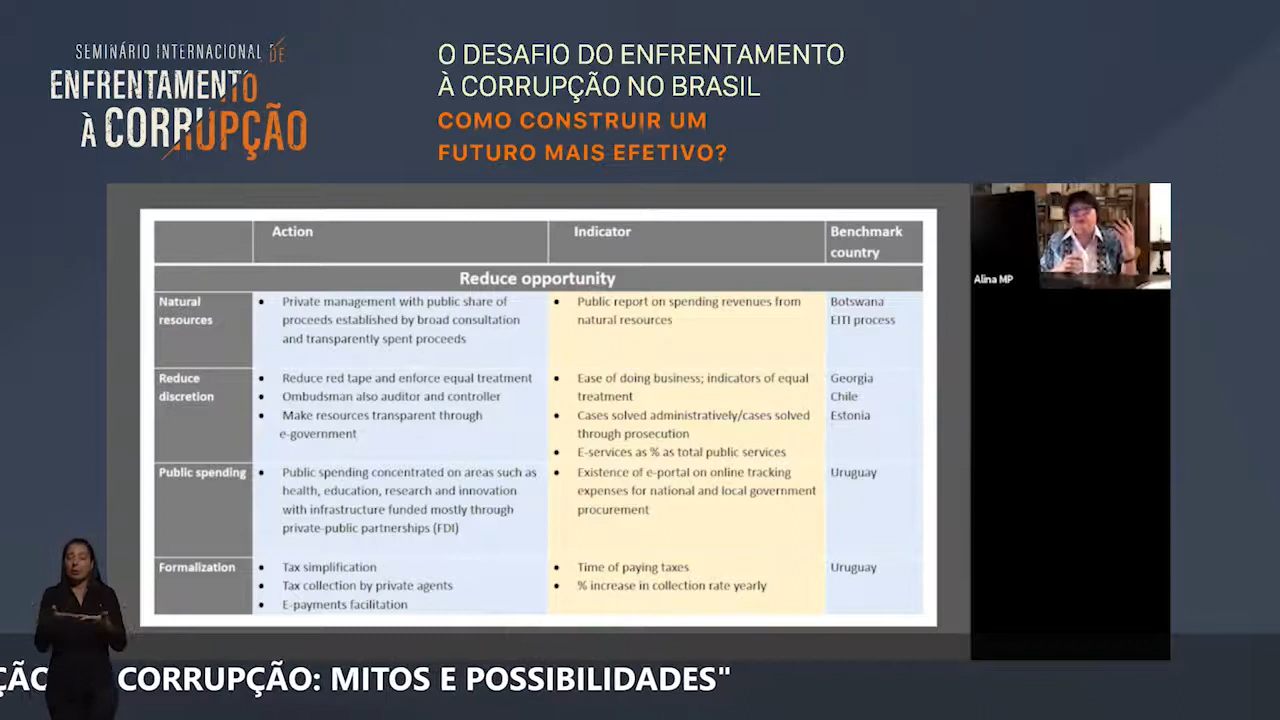 SEMINÁRIO INTERNACIONAL DE
ENFRENTAMENTO
À CORRUPÇÃO
O DESAFIO DO ENFRENTAMENTO
À CORRUPÇÃO NO BRASIL
COMO CONSTRUIR UM
FUTURO MAIS EFETIVO?
Action
Indicator
Benchmark
country
Reduce opportunity
Natural
resources
• Private management with public share of
proceeds established by broad consultation
and transparently spent proceeds
• Public report on spending revenues from
natural resources
Botswana
EITI process
Reduce
discretion
• Reduce red tape and enforce equal treatment
• Ombudsman also auditor and controller
• Make resources transparent through
e-government
• Ease of doing business; indicators of equal
treatment
• Cases solved administratively/cases solved
through prosecution
• E-services as % as total public services
Georgia
Chile
Estonia
Public spending
• Public spending concentrated on areas such as
health, education, research and innovation
with infrastructure funded mostly through
private-public partnerships (FDI)
• Existence of e-portal on online tracking
expenses for national and local government
procurement
Uruguay
Formalization
• Tax simplification
• Tax collection by private agents
• E-payments facilitation
• Time of paying taxes
• % increase in collection rate yearly
Uruguay
Alina MP
CORRUPÇÃO: MITOS E POSSIBILIDADES"